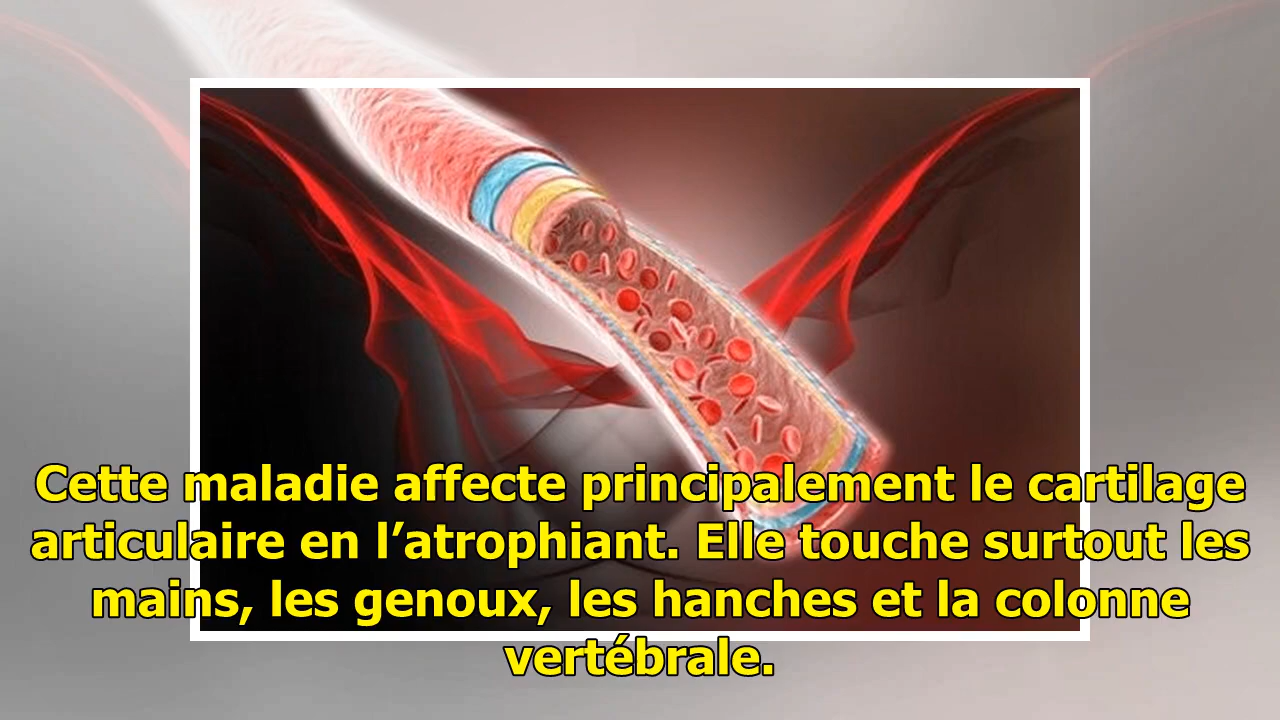 Cette maladie affecte principalement le cartilage
articulaire en l’atrophiant. Elle touche surtout les
mains, les genoux, les hanches et la colonne
vertébrale.